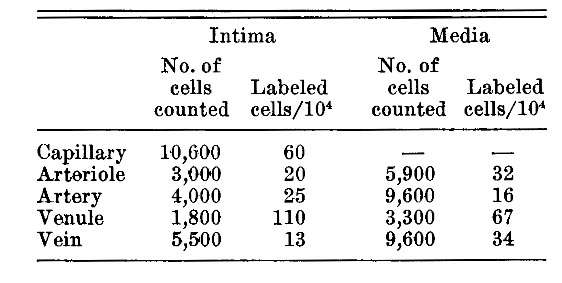 Intima Media
No. of No. of
cells Labeled cells Labeled
counted cells/10⁴ counted cells/10⁴
Capillary 10,600 60 — —
Arteriole 3,000 20 5,900 32
Artery 4,000 25 9,600 16
Venule 1,800 110 3,300 67
Vein 5,500 13 9,600 34